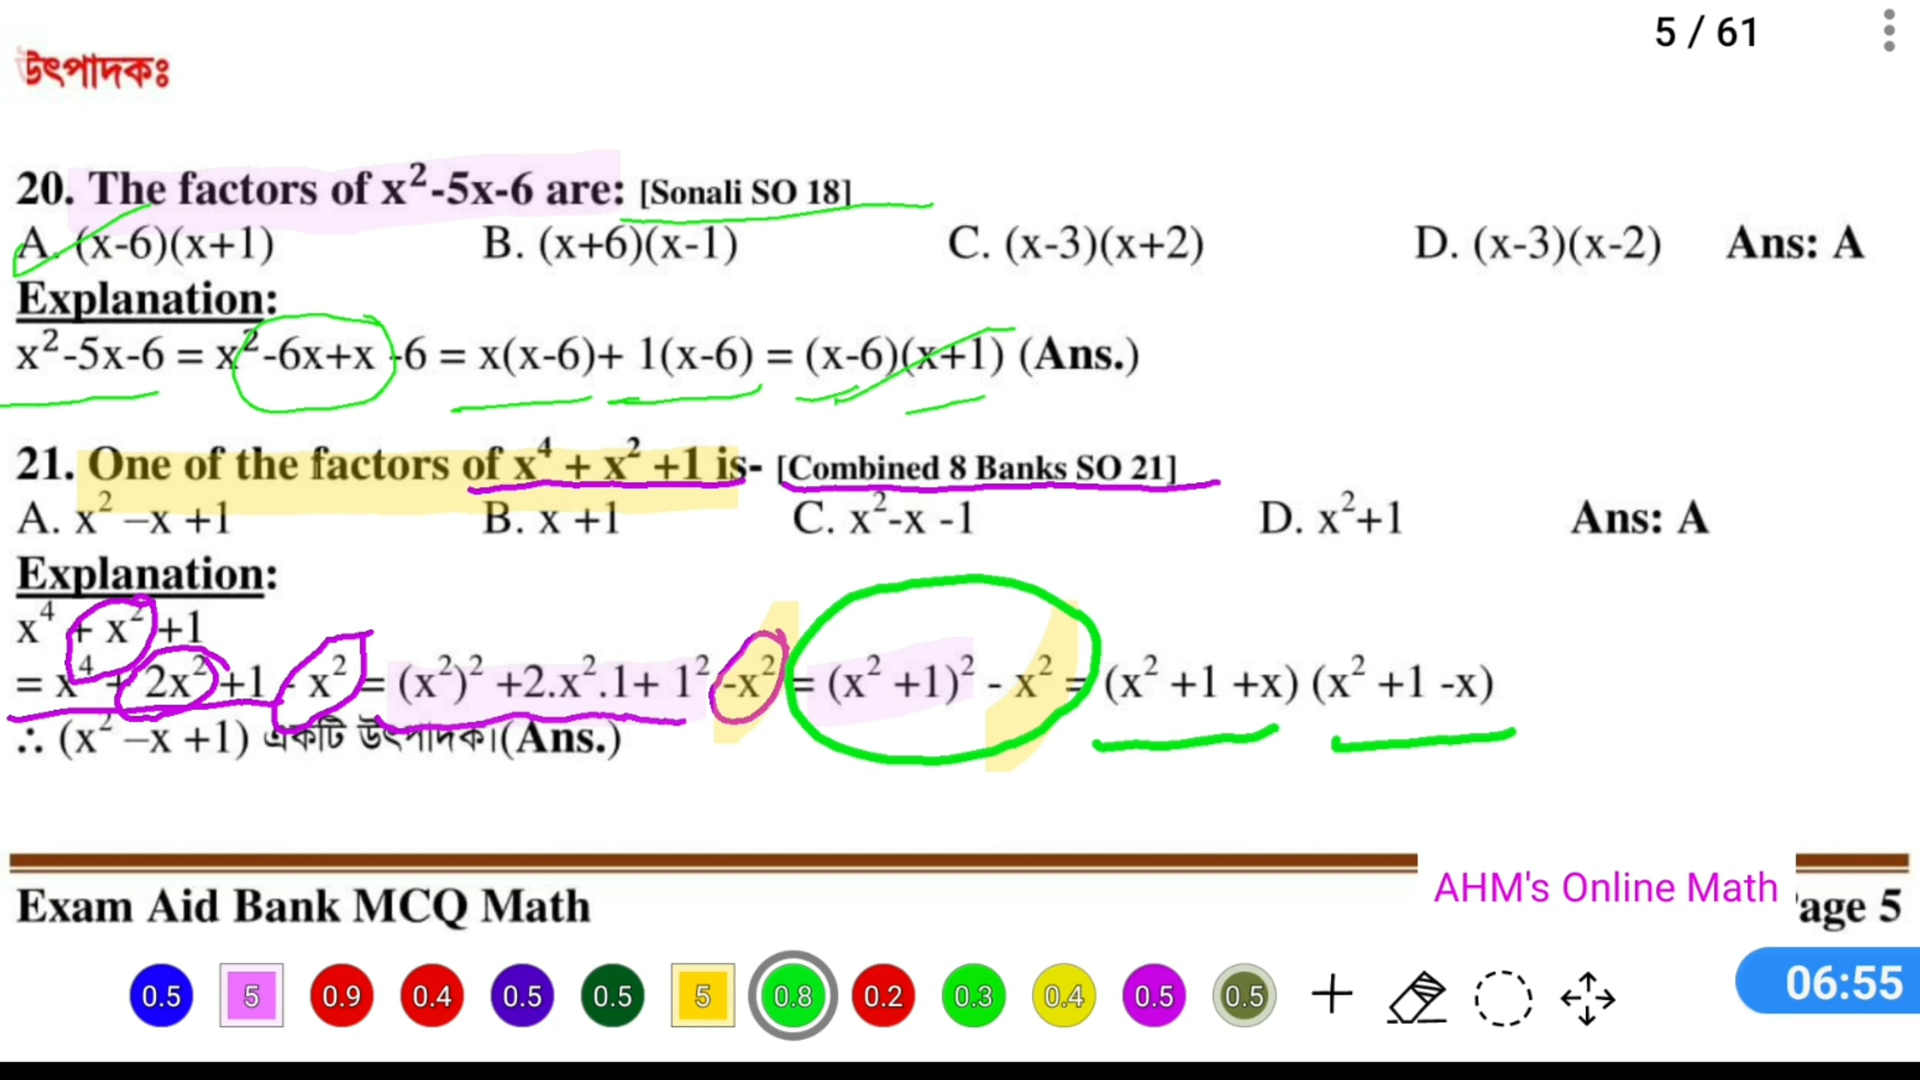 5 / 61
উৎপাদকঃ
20. The factors of x²-5x-6 are: [Sonali SO 18]
A. (x-6)(x+1) B. (x+6)(x-1) C. (x-3)(x+2) D. (x-3)(x-2) Ans: A
Explanation:
x²-5x-6 = x²-6x+x -6 = x(x-6)+ 1(x-6) = (x-6)(x+1) (Ans.)
21. One of the factors of x⁴ + x² +1 is- [Combined 8 Banks SO 21]
A. x² –x +1 B. x +1 C. x²-x -1 D. x²+1 Ans: A
Explanation:
x⁴ + x² +1
= x⁴ + 2x² +1 - x² = (x²)² +2.x².1+ 1² -x² = (x² +1)² - x² = (x² +1 +x) (x² +1 -x)
∴ (x² –x +1) একটি উৎপাদক।(Ans.)
AHM's Online Math
Exam Aid Bank MCQ Math age 5
0.5 5 0.9 0.4 0.5 0.5 5 0.8 0.2 0.3 0.4 0.5 0.5
06:55